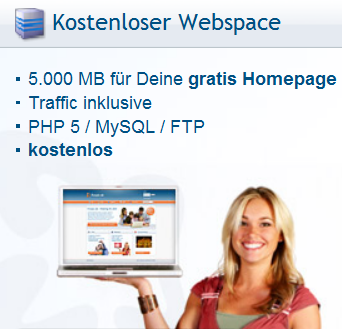 Kostenloser Webspace
5.000 MB für Deine gratis Homepage
Traffic inklusive
PHP 5 / MySQL / FTP
kostenlos